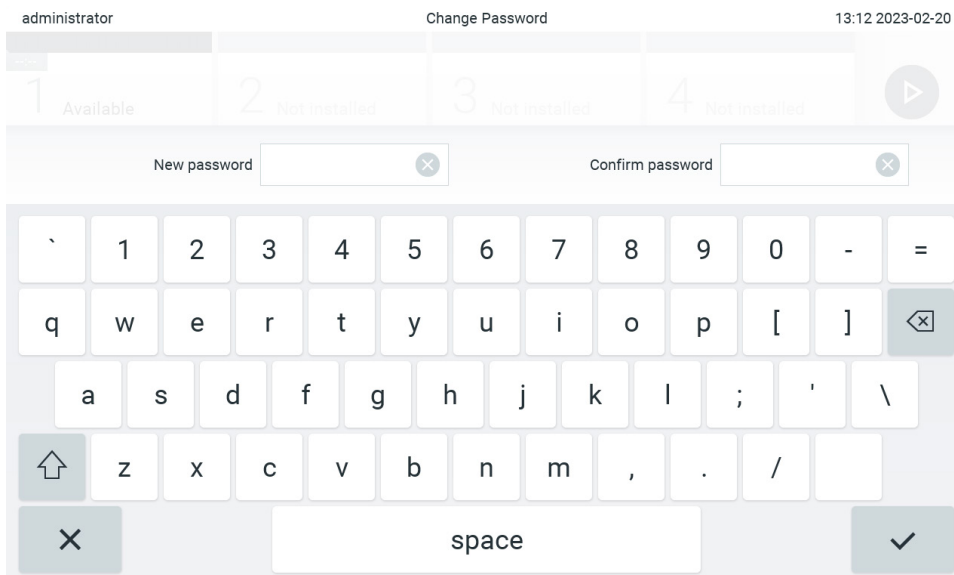 administrator Change Password 13:12 2023-02-20
1 Available 2 Not installed 3 Not installed 4 Not installed
New password Confirm password
` 1 2 3 4 5 6 7 8 9 0 - =
q w e r t y u i o p [ ]
a s d f g h j k l ; ' \
z x c v b n m , . /
space